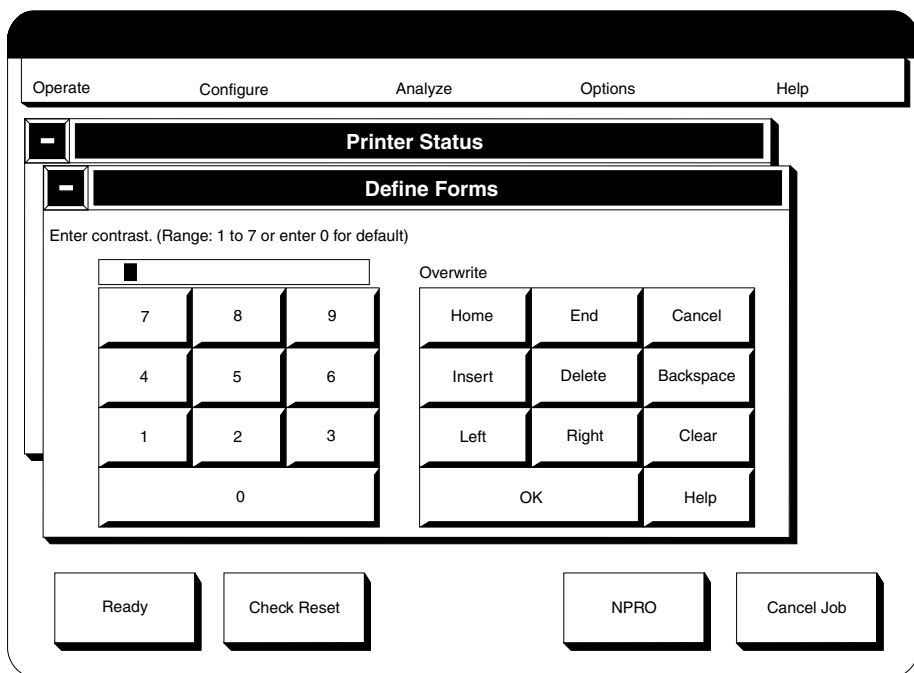 Operate Configure Analyze Options Help
Printer Status
Define Forms
Enter contrast. (Range: 1 to 7 or enter 0 for default)
Overwrite
7 8 9 Home End Cancel
4 5 6 Insert Delete Backspace
1 2 3 Left Right Clear
0 OK Help
Ready Check Reset NPRO Cancel Job